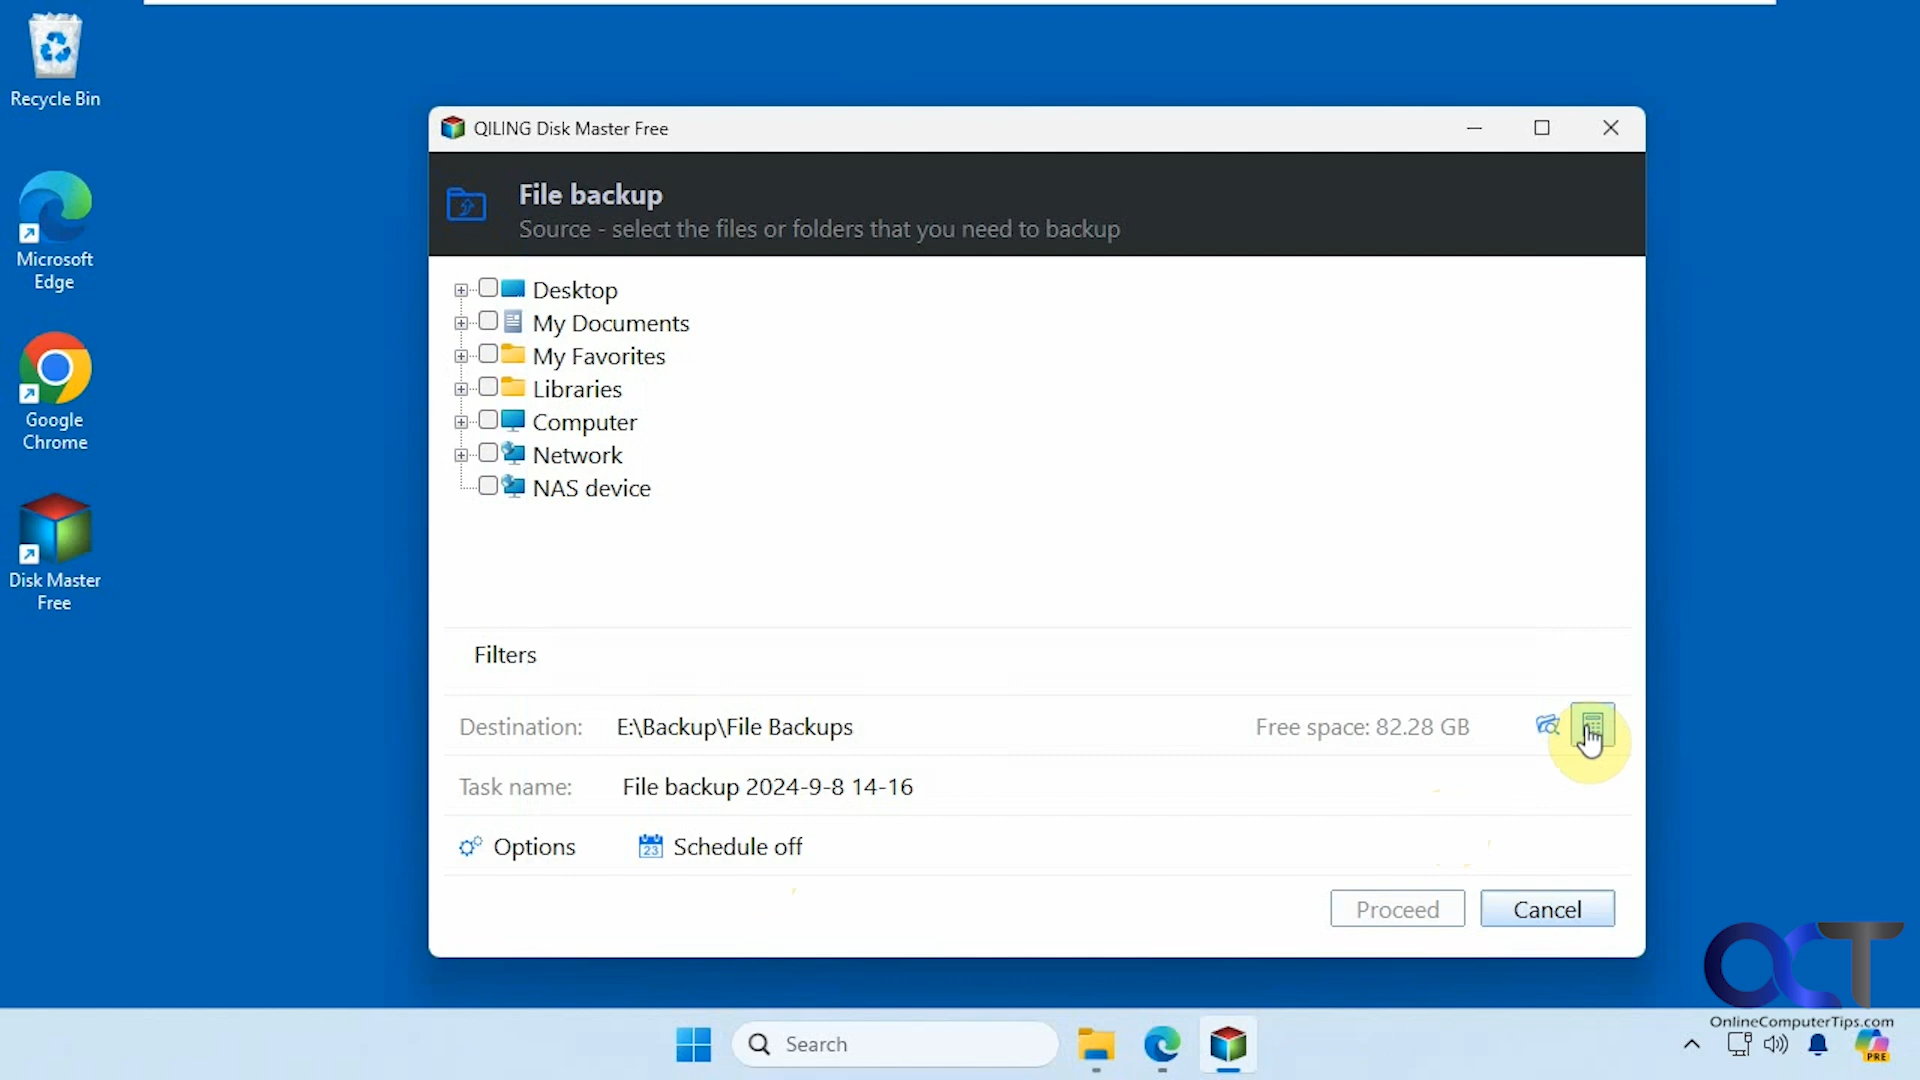 Recycle Bin
Microsoft
Edge
Google
Chrome
Disk Master
Free
QILING Disk Master Free
File backup
Source - select the files or folders that you need to backup
Desktop
My Documents
My Favorites
Libraries
Computer
Network
NAS device
Filters
Destination: E:\Backup\File Backups Free space: 82.28 GB
Task name: File backup 2024-9-8 14-16
Options 23 Schedule off
Proceed Cancel
OCT
OnlineComputerTips.com
Search
PRE